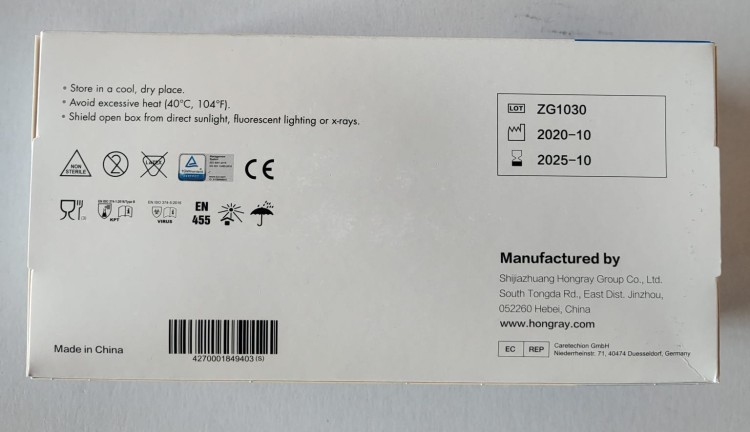 • Store in a cool, dry place.
• Avoid excessive heat (40°C, 104°F).
• Shield open box from direct sunlight, fluorescent lighting or x-rays.
LOT ZG1030
2020-10
2025-10
NON
STERILE
2
LATEX
CE
KPT
VIRUS
EN
455
Manufactured by
Shijiazhuang Hongray Group Co., Ltd.
South Tongda Rd., East Dist. Jinzhou,
052260 Hebei, China
www.hongray.com
EC REP
Caretechion GmbH
Niederrheinstr. 71, 40474 Duesseldorf, Germany
Made in China
4270001849403 (S)